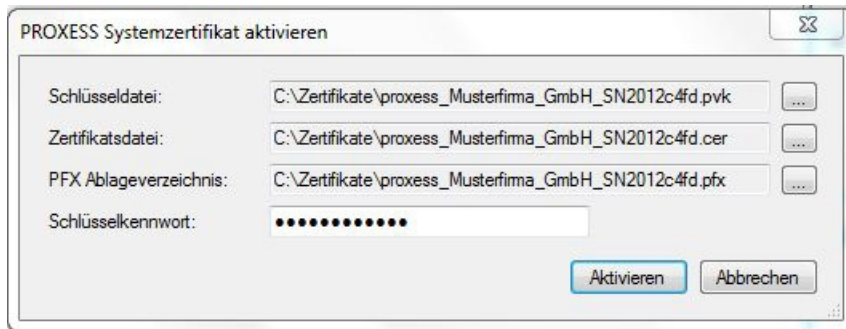 PROXESS Systemzertifikat aktivieren
Schlüsseldatei: C:\Zertifikate\proxess_Musterfirma_GmbH_SN2012c4fd.pvk ...
Zertifikatsdatei: C:\Zertifikate\proxess_Musterfirma_GmbH_SN2012c4fd.cer ...
PFX Ablageverzeichnis: C:\Zertifikate\proxess_Musterfirma_GmbH_SN2012c4fd.pfx ...
Schlüsselkennwort: ●●●●●●●●●●●●
Aktivieren Abbrechen